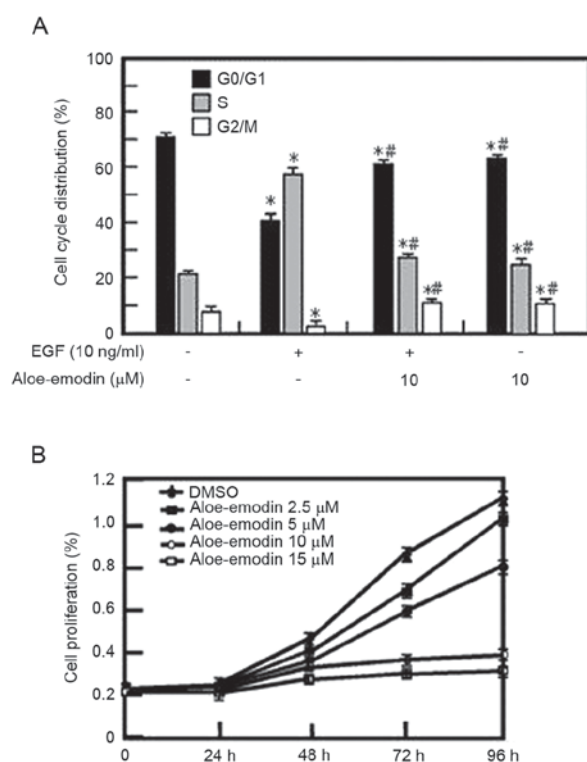 A
Cell cycle distribution (%)
100
80
60
40
20
0
G0/G1
S
G2/M
*
*
*
*#
*#
*#
*#
*#
*#
EGF (10 ng/ml) - + + -
Aloe-emodin (μM) - - 10 10
B
Cell proliferation (%)
1.2
1.0
0.8
0.6
0.4
0.2
0
DMSO
Aloe-emodin 2.5 μM
Aloe-emodin 5 μM
Aloe-emodin 10 μM
Aloe-emodin 15 μM
0 24 h 48 h 72 h 96 h